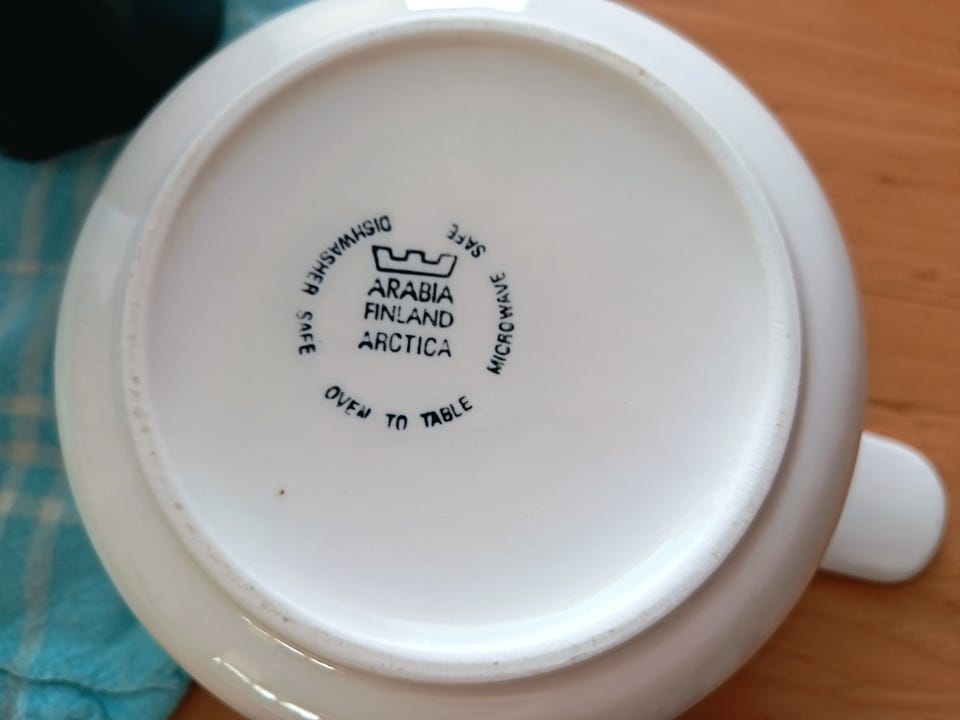 ARABIA
FINLAND
ARCTICA
DISHWASHER SAFE
OVEN TO TABLE
MICROWAVE SAFE